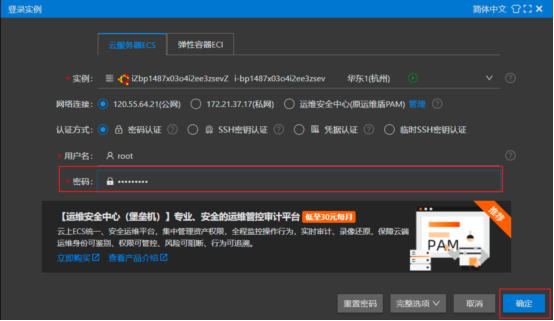 登录实例 简体中文
云服务器ECS 弹性容器ECI
* 实例: iZbp1487x03o4i2ee3zsevZ i-bp1487x03o4i2ee3zsev 华东1(杭州)
网络连接: 120.55.64.21(公网) 172.21.37.17(私网) 运维安全中心(原运维盾PAM) 管理
认证方式: 密码认证 SSH密钥认证 凭据认证 临时SSH密钥认证
* 用户名: root
* 密码: •••••••••
【运维安全中心（堡垒机）】专业、安全的运维管控审计平台 低至30元每月
云上ECS统一、安全运维平台，集中管理资产权限，全程监控操作行为，实时审计、录像还原，保障云端
运维身份可鉴别、权限可管控、风险可阻断、行为可追溯。
立即购买 查看产品介绍
PAM
推荐
重置密码 完整选项 取消 确定